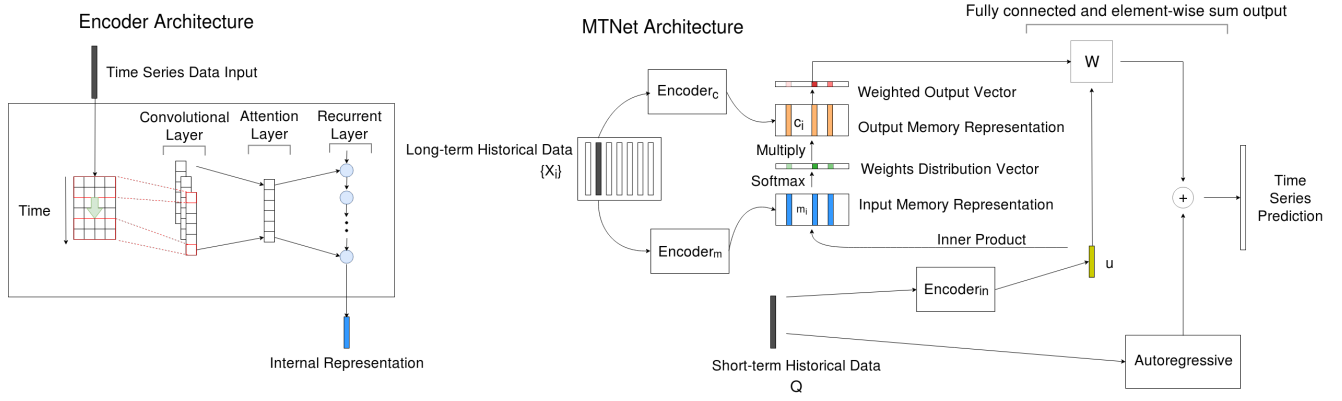 Encoder Architecture
Time Series Data Input
Convolutional
Layer
Attention
Layer
Recurrent
Layer
Time
Internal Representation
MTNet Architecture
Fully connected and element-wise sum output
Long-term Historical Data
{Xi}
Encoderc
Encoderm
W
Weighted Output Vector
ci
Output Memory Representation
Multiply
Weights Distribution Vector
Softmax
mi
Input Memory Representation
Inner Product
u
Encoderin
+
Time
Series
Prediction
Short-term Historical Data
Q
Autoregressive